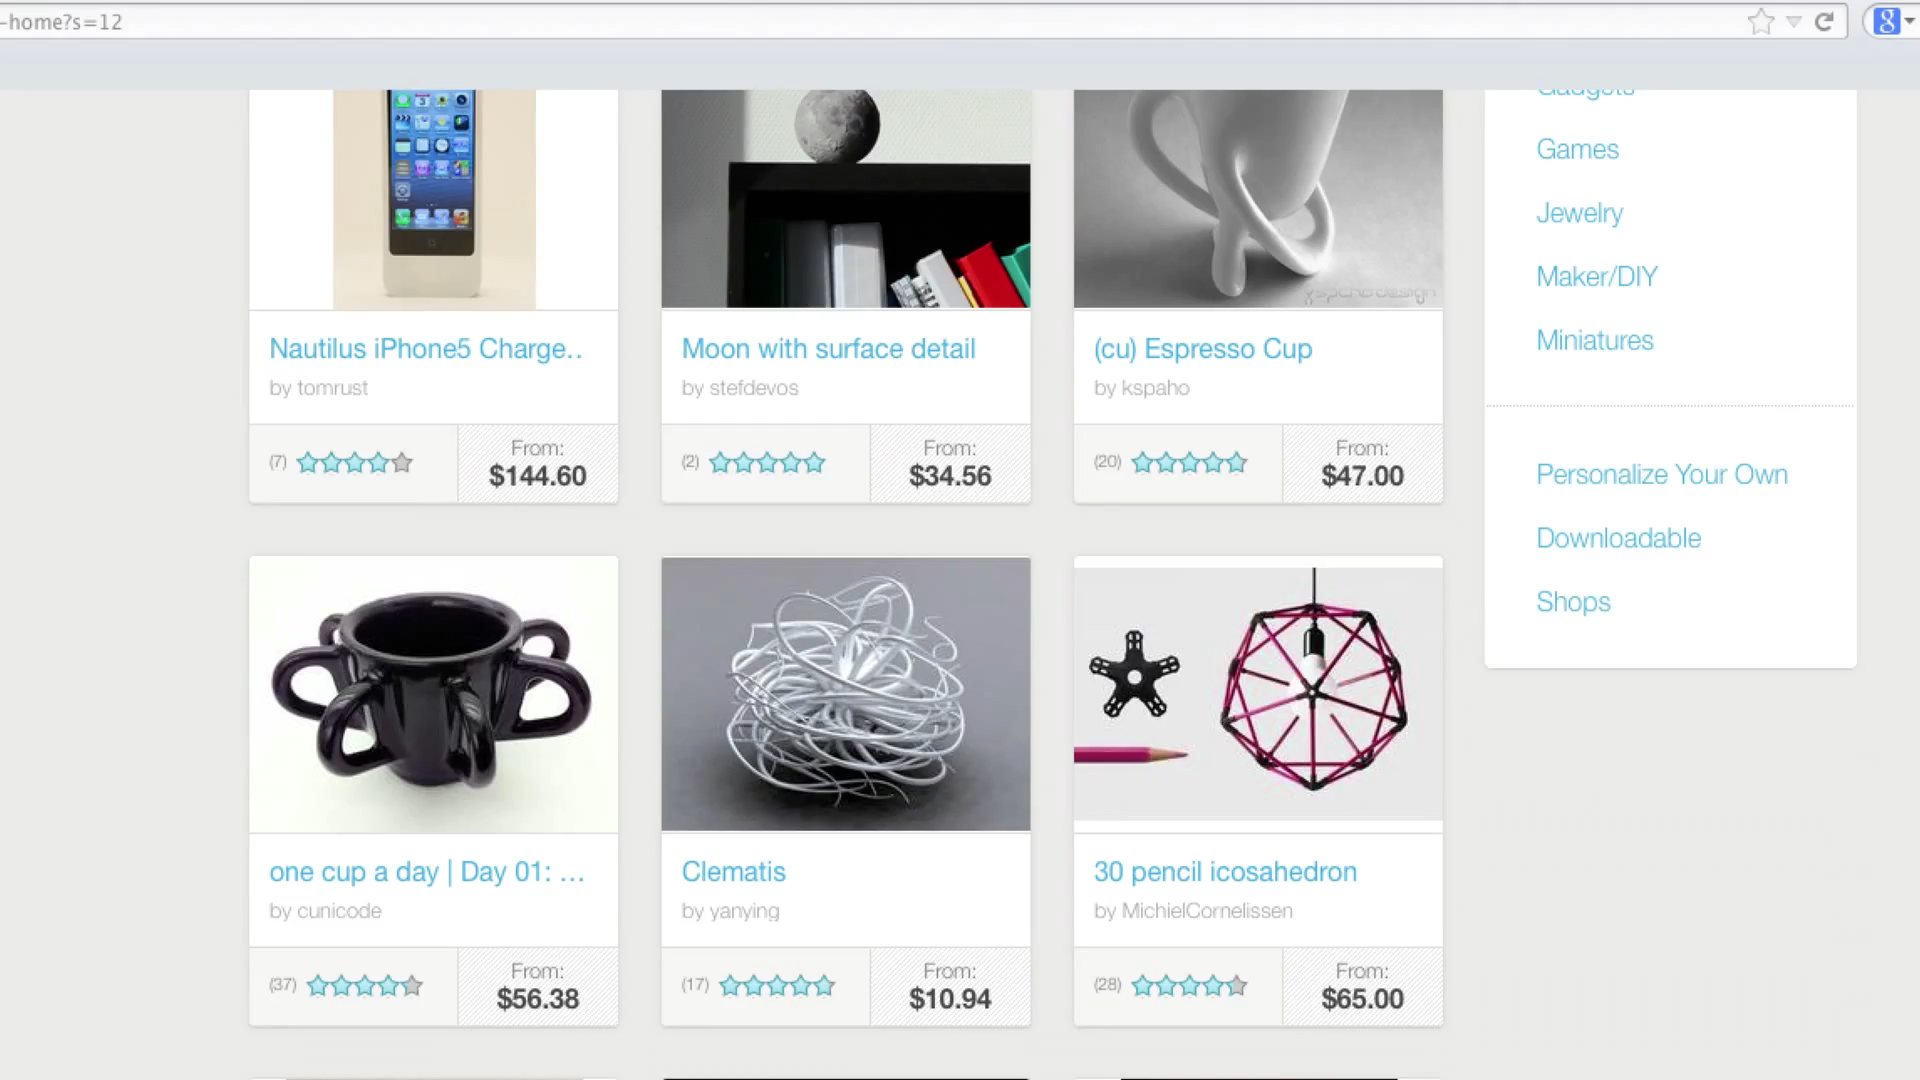 -home?s=12
Gadgets
Games
Jewelry
Maker/DIY
Miniatures
Nautilus iPhone5 Charge..
by tomrust
(7)
From:
$144.60
Moon with surface detail
by stefdevos
(2)
From:
$34.56
(cu) Espresso Cup
by kspaho
(20)
From:
$47.00
Personalize Your Own
Downloadable
Shops
one cup a day | Day 01: ...
by cunicode
(37)
From:
$56.38
Clematis
by yanying
(17)
From:
$10.94
30 pencil icosahedron
by MichielCornelissen
(28)
From:
$65.00